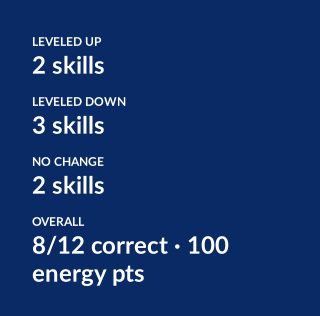 LEVELED UP
2 skills
LEVELED DOWN
3 skills
NO CHANGE
2 skills
OVERALL
8/12 correct · 100
energy pts